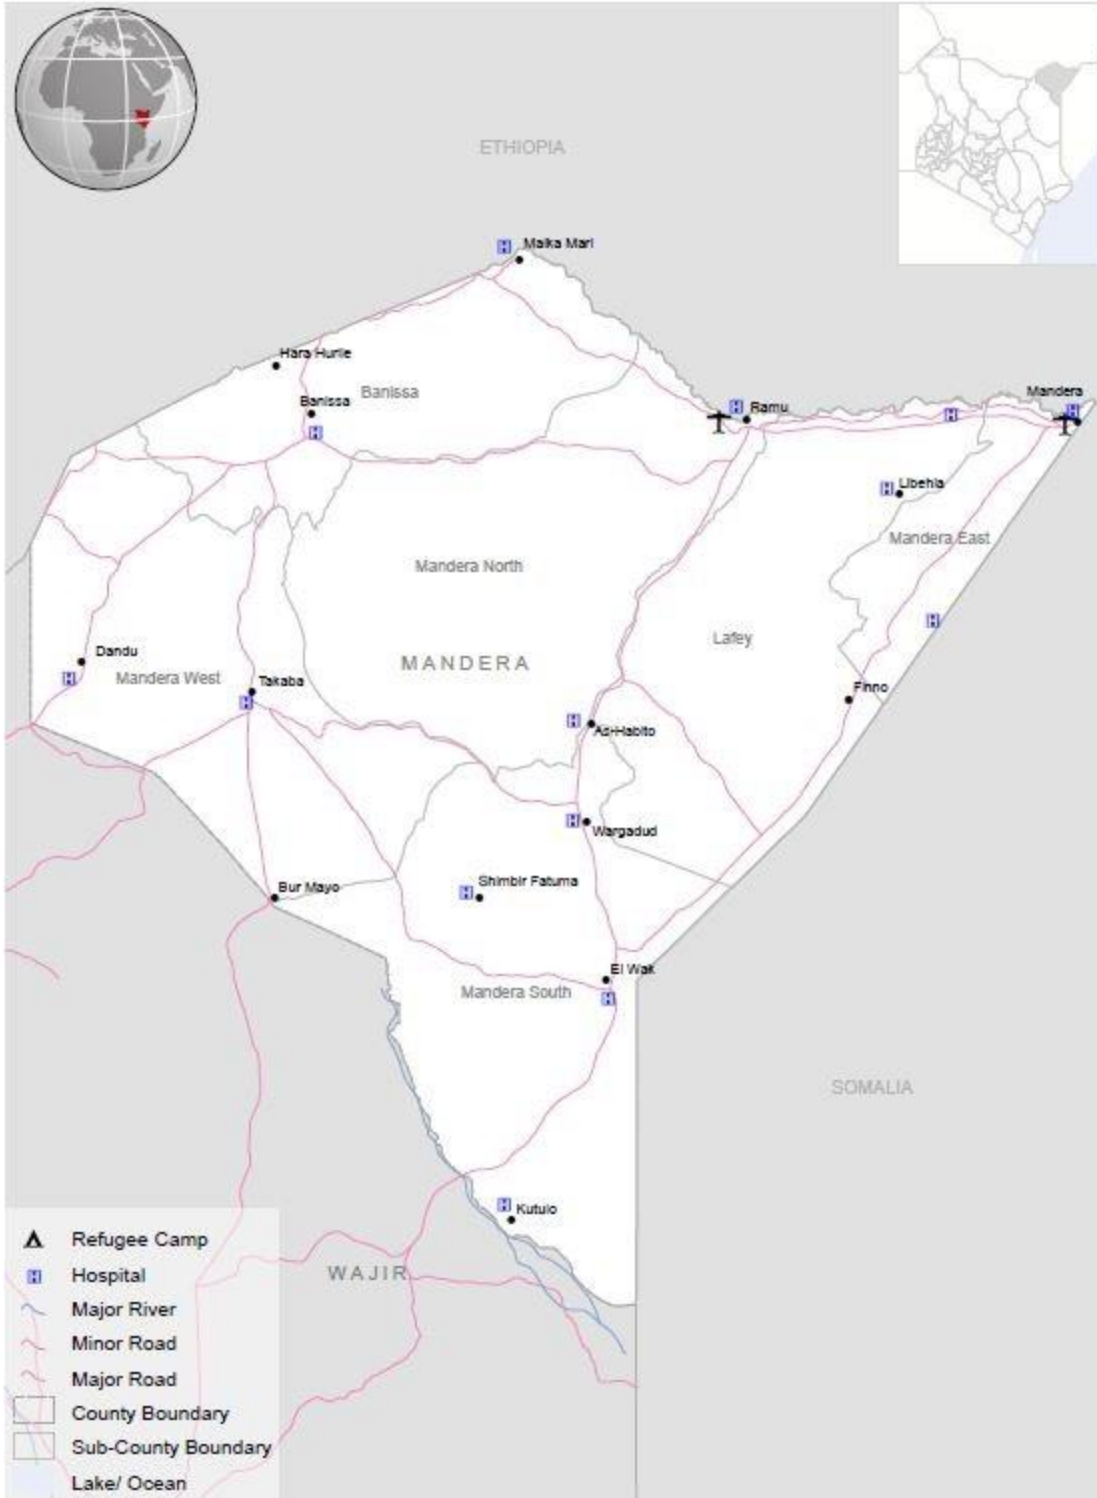 ETHIOPIA
Malka Mari
Hara Hurile
Banissa
Banissa
Mandera
Ramu
Libehia
Mandera East
Mandera North
Lafey
MANDERA
Dandu
Mandera West
Takaba
Finno
As-Habito
Wargadud
Shimbir Fatuma
Bur Mayo
El Wak
Mandera South
SOMALIA
Kutulo
WAJIR
Refugee Camp
Hospital
Major River
Minor Road
Major Road
County Boundary
Sub-County Boundary
Lake/ Ocean